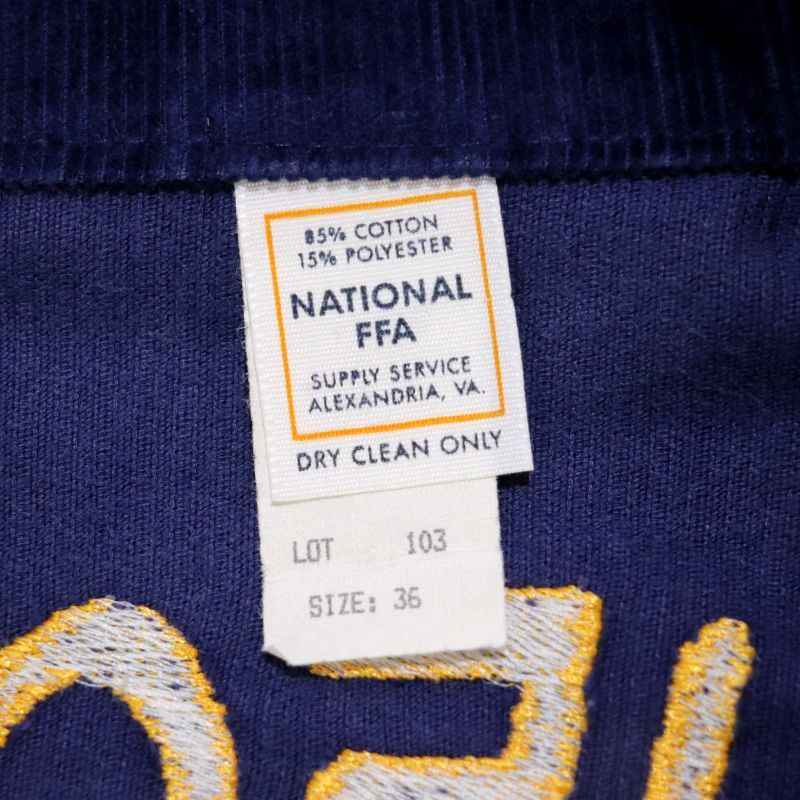 85% COTTON
15% POLYESTER
NATIONAL
FFA
SUPPLY SERVICE
ALEXANDRIA, VA.
DRY CLEAN ONLY
LOT 103
SIZE: 36